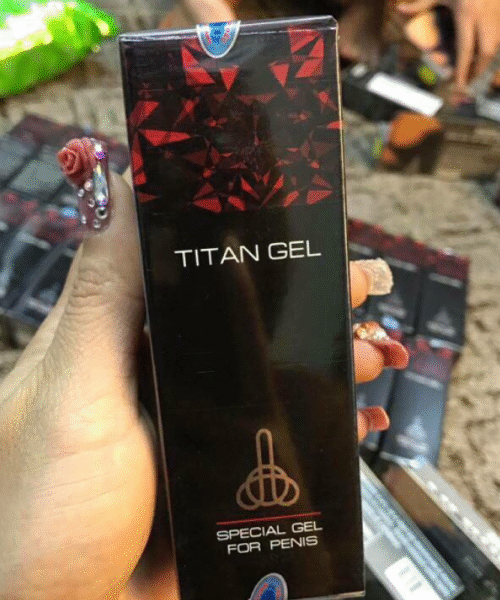 TITAN GEL
SPECIAL GEL
FOR PENIS